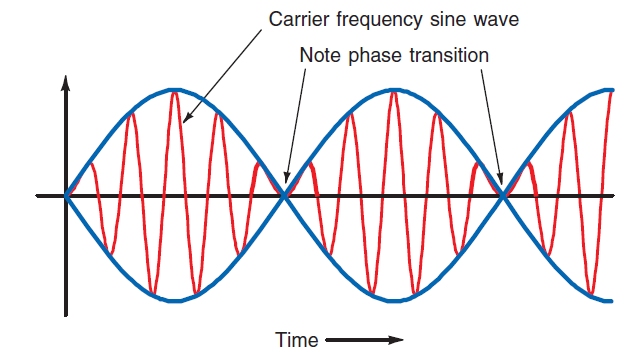 Carrier frequency sine wave
Note phase transition
Time